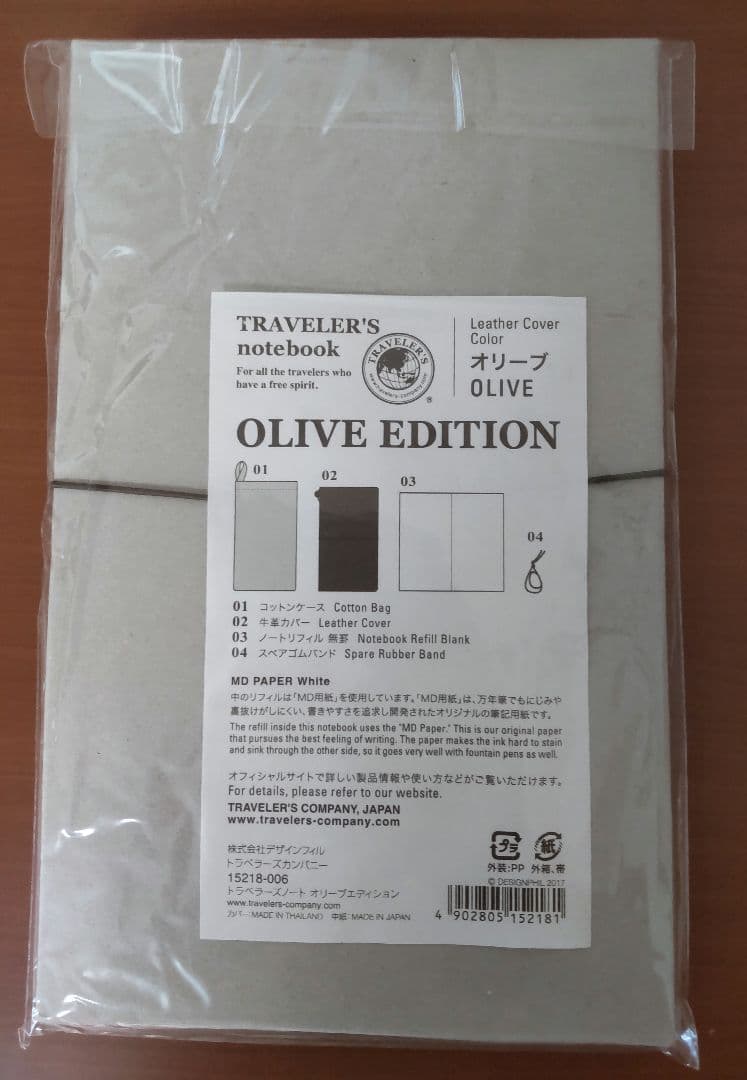 TRAVELER'S
notebook
For all the travelers who
have a free spirit.
TRAVELER'S
www.travelers-company.com
®
Leather Cover
Color
オリーブ
OLIVE
OLIVE EDITION
01
02
03
04
01 コットンケース Cotton Bag
02 牛革カバー Leather Cover
03 ノートリフィル 無罫 Notebook Refill Blank
04 スペアゴムバンド Spare Rubber Band
MD PAPER White
中のリフィルは「MD用紙」を使用しています。「MD用紙」は、万年筆でもにじみや
裏抜けがしにくい、書きやすさを追求し開発されたオリジナルの筆記用紙です。
The refill inside this notebook uses the "MD Paper." This is our original paper
that pursues the best feeling of writing. The paper makes the ink hard to stain
and sink through the other side, so it goes very well with fountain pens as well.
オフィシャルサイトで詳しい製品情報や使い方などがご覧いただけます。
For details, please refer to our website.
TRAVELER'S COMPANY, JAPAN
www.travelers-company.com
株式会社デザインフィル
トラベラーズカンパニー
15218-006
トラベラーズノート オリーブエディション
www.travelers-company.com
カバー:MADE IN THAILAND 中紙:MADE IN JAPAN
プラ
紙
外装:PP 外箱、帯
© DESIGNPHIL 2017
4 902805 152181